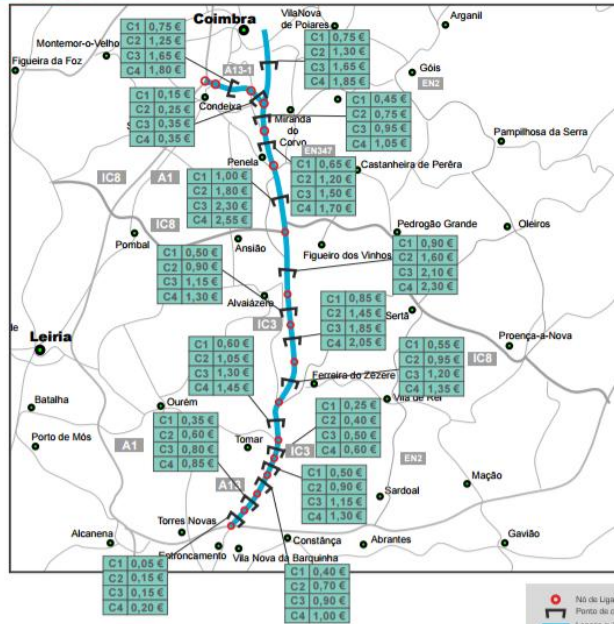 Coimbra
VilaNova
de Poiares
Arganil
Montemor-o-Velho
Figueira da Foz
Góis
EN2
A13-1
Condeixa
C1 0,75 €
C2 1,25 €
C3 1,65 €
C4 1,80 €
C1 0,75 €
C2 1,30 €
C3 1,65 €
C4 1,85 €
C1 0,15 €
C2 0,25 €
C3 0,35 €
C4 0,35 €
C1 0,45 €
C2 0,75 €
C3 0,95 €
C4 1,05 €
Miranda
do
Corvo
Pampilhosa da Serra
EN347
Penela
Castanheira de Perêra
C1 0,65 €
C2 1,20 €
C3 1,50 €
C4 1,70 €
IC8
A1
C1 1,00 €
C2 1,80 €
C3 2,30 €
C4 2,55 €
IC8
Pombal
Ansião
Pedrogão Grande
Oleiros
Figueiro dos Vinhos
C1 0,90 €
C2 1,60 €
C3 2,10 €
C4 2,30 €
C1 0,50 €
C2 0,90 €
C3 1,15 €
C4 1,30 €
Alvaiázere
C1 0,85 €
C2 1,45 €
C3 1,85 €
C4 2,05 €
IC3
Sertã
Leiria
Proença-a-Nova
IC8
C1 0,60 €
C2 1,05 €
C3 1,30 €
C4 1,45 €
C1 0,55 €
C2 0,95 €
C3 1,20 €
C4 1,35 €
Ferreira do Zêzere
Vila de Rei
Batalha
Ourém
Porto de Mós
A1
C1 0,35 €
C2 0,60 €
C3 0,80 €
C4 0,85 €
Tomar
C1 0,25 €
C2 0,40 €
C3 0,50 €
C4 0,60 €
IC3
EN2
A13
C1 0,50 €
C2 0,90 €
C3 1,15 €
C4 1,30 €
Mação
Sardoal
Torres Novas
Alcanena
Entroncamento
Vila Nova da Barquinha
Constânça
Abrantes
Gavião
C1 0,05 €
C2 0,15 €
C3 0,15 €
C4 0,20 €
C1 0,40 €
C2 0,70 €
C3 0,90 €
C4 1,00 €
Nó de Liga
Ponto de c